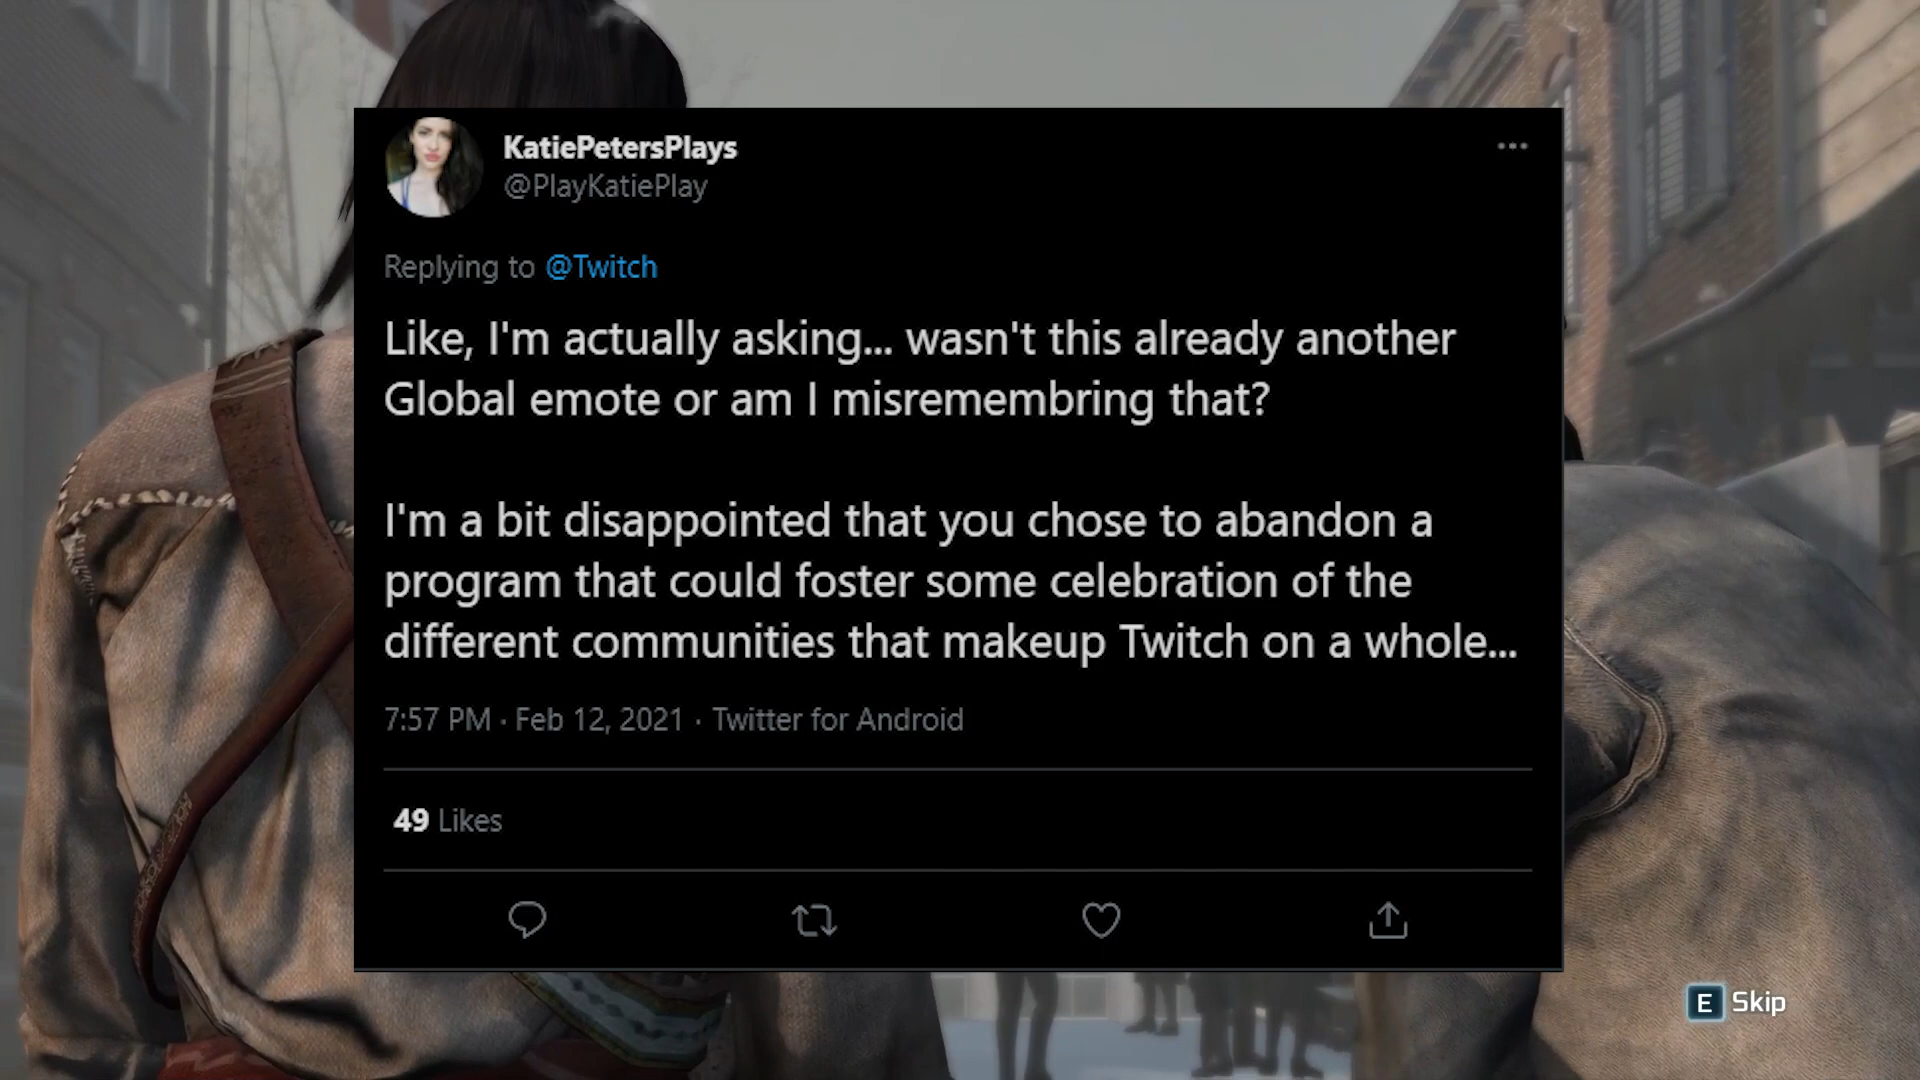 KatiePetersPlays
@PlayKatiePlay
Replying to @Twitch
Like, I'm actually asking... wasn't this already another
Global emote or am I misremembring that?
I'm a bit disappointed that you chose to abandon a
program that could foster some celebration of the
different communities that makeup Twitch on a whole...
7:57 PM · Feb 12, 2021 · Twitter for Android
49 Likes
E Skip